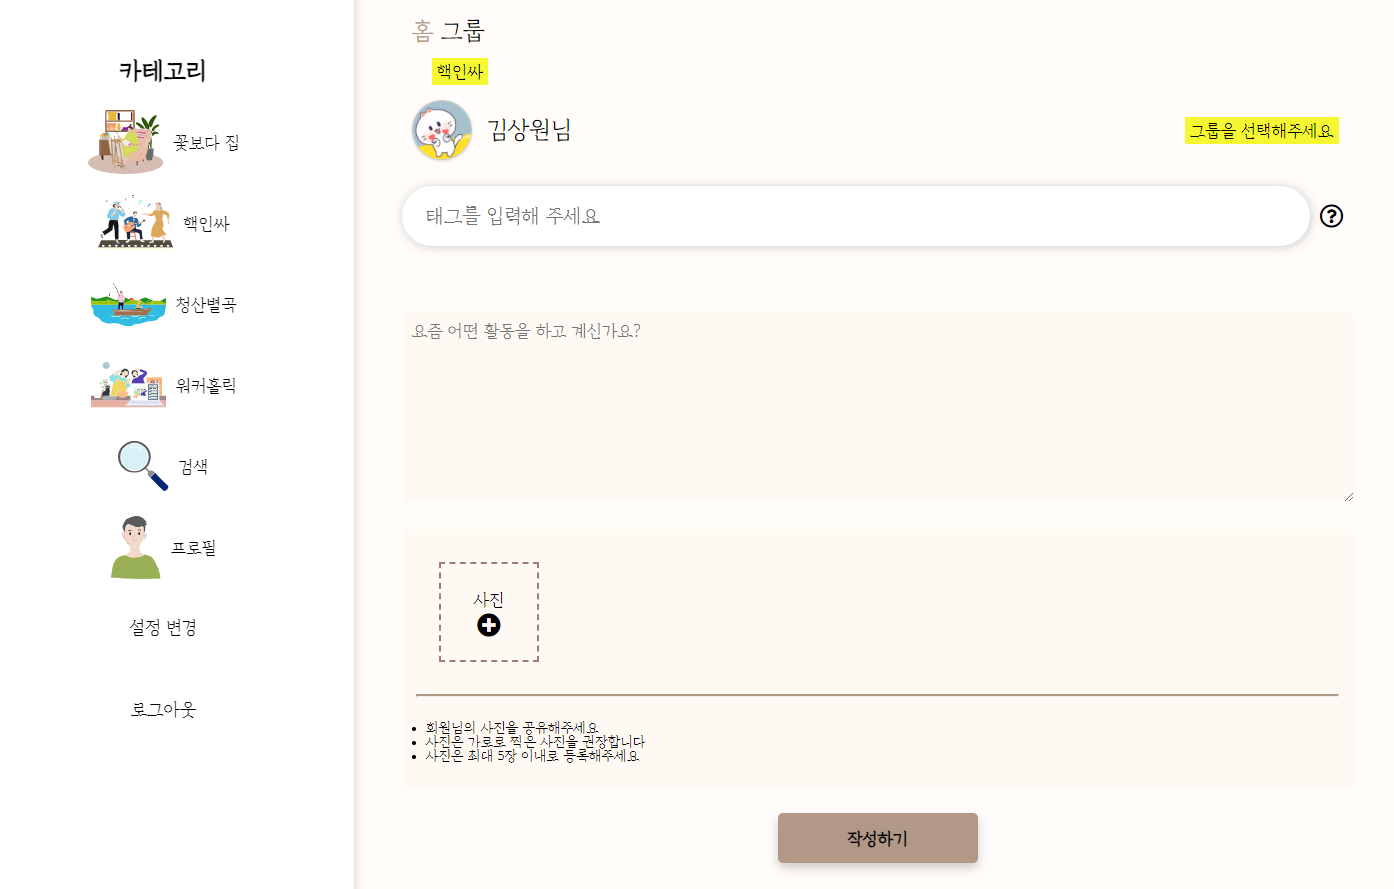 카테고리
꽃보다 집
핵인싸
청산별곡
워커홀릭
검색
프로필
설정 변경
로그아웃
홈 그룹
핵인싸
김상원님
그룹을 선택해주세요
태그를 입력해 주세요
요즘 어떤 활동을 하고 계신가요?
사진
회원님의 사진을 공유해주세요
사진은 가로로 찍은 사진을 권장합니다
사진은 최대 5장 이내로 등록해주세요
작성하기